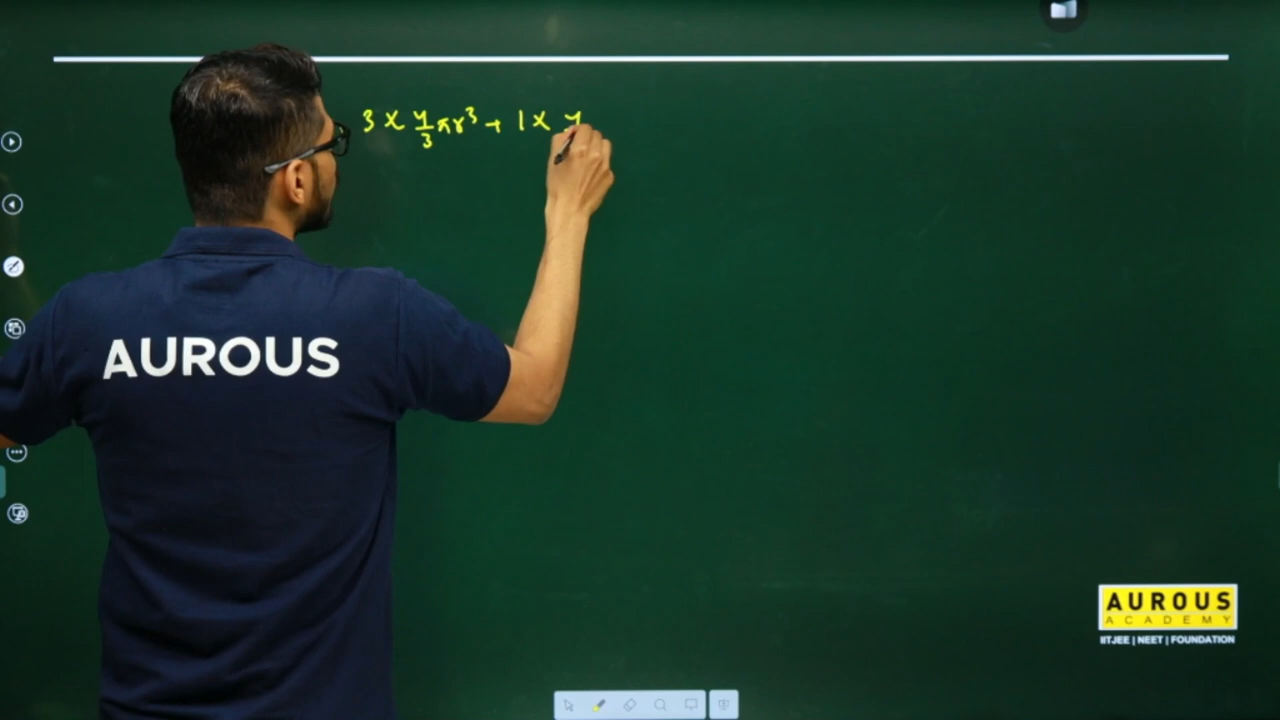 3 × 4/3 πr³ + 1 × 4
AUROUS
AUROUS
ACADEMY
IITJEE | NEET | FOUNDATION